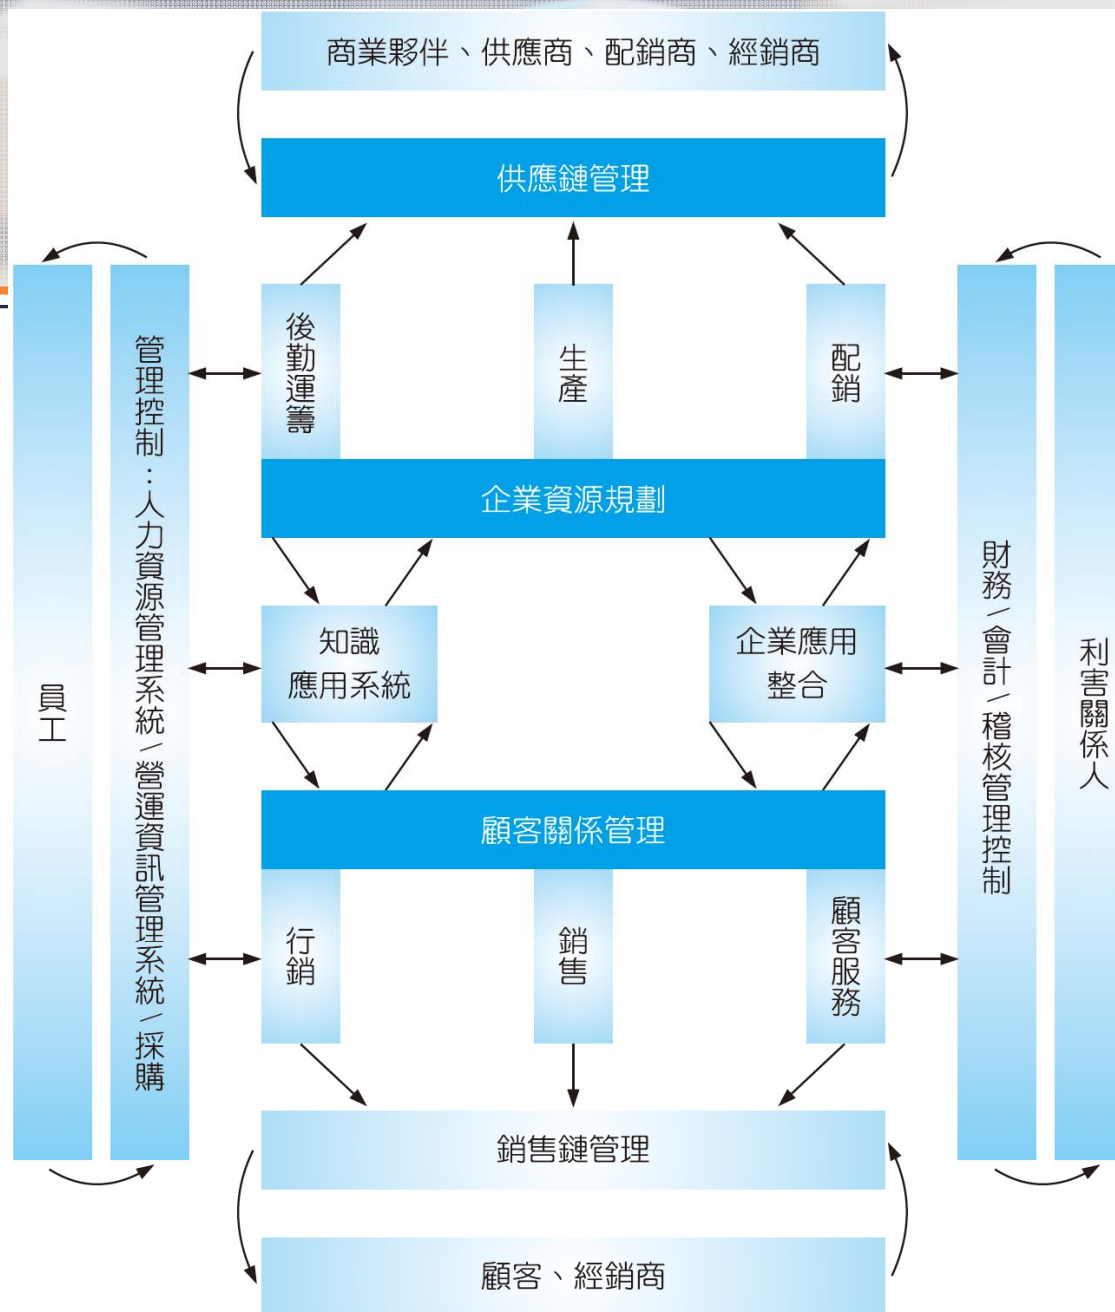 商業夥伴、供應商、配銷商、經銷商
供應鏈管理
後勤運籌
生產
配銷
企業資源規劃
員工
管理控制：人力資源管理系統/營運資訊管理系統/採購
知識
應用系統
企業應用
整合
財務/會計/稽核管理控制
利害關係人
顧客關係管理
行銷
銷售
顧客服務
銷售鏈管理
顧客、經銷商